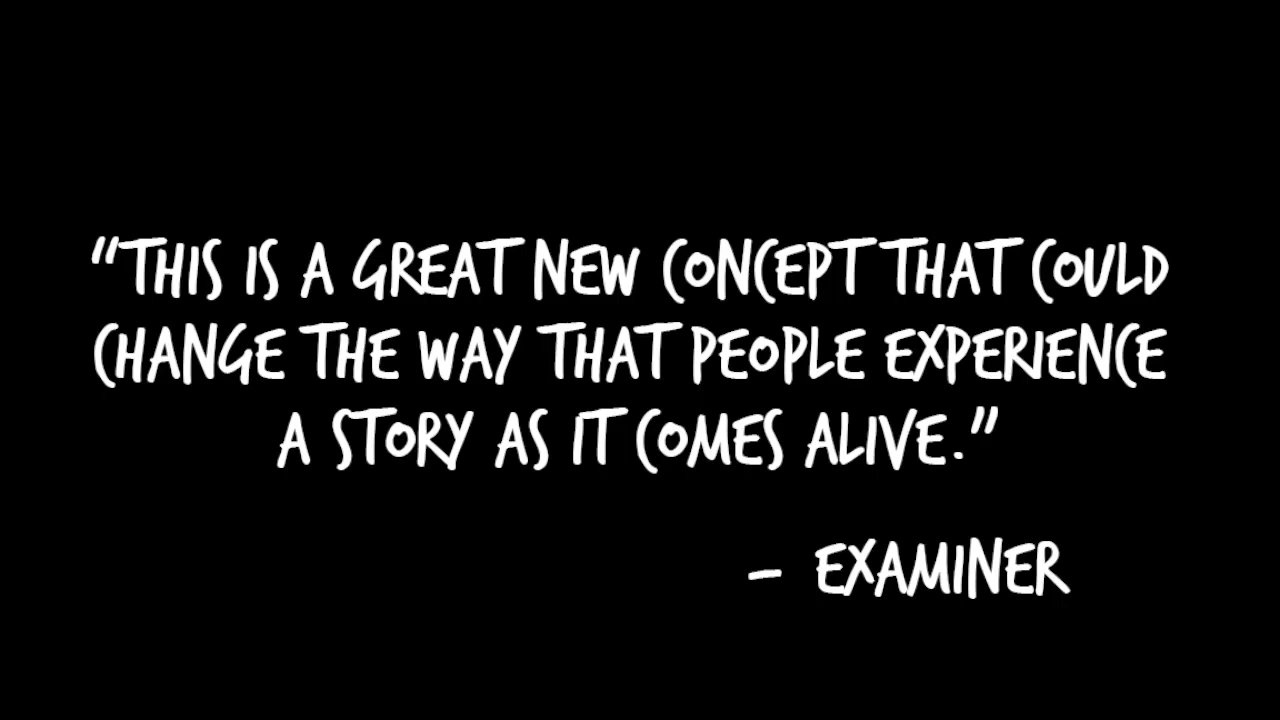 "THIS IS A GREAT NEW CONCEPT THAT COULD
CHANGE THE WAY THAT PEOPLE EXPERIENCE
A STORY AS IT COMES ALIVE."
- EXAMINER